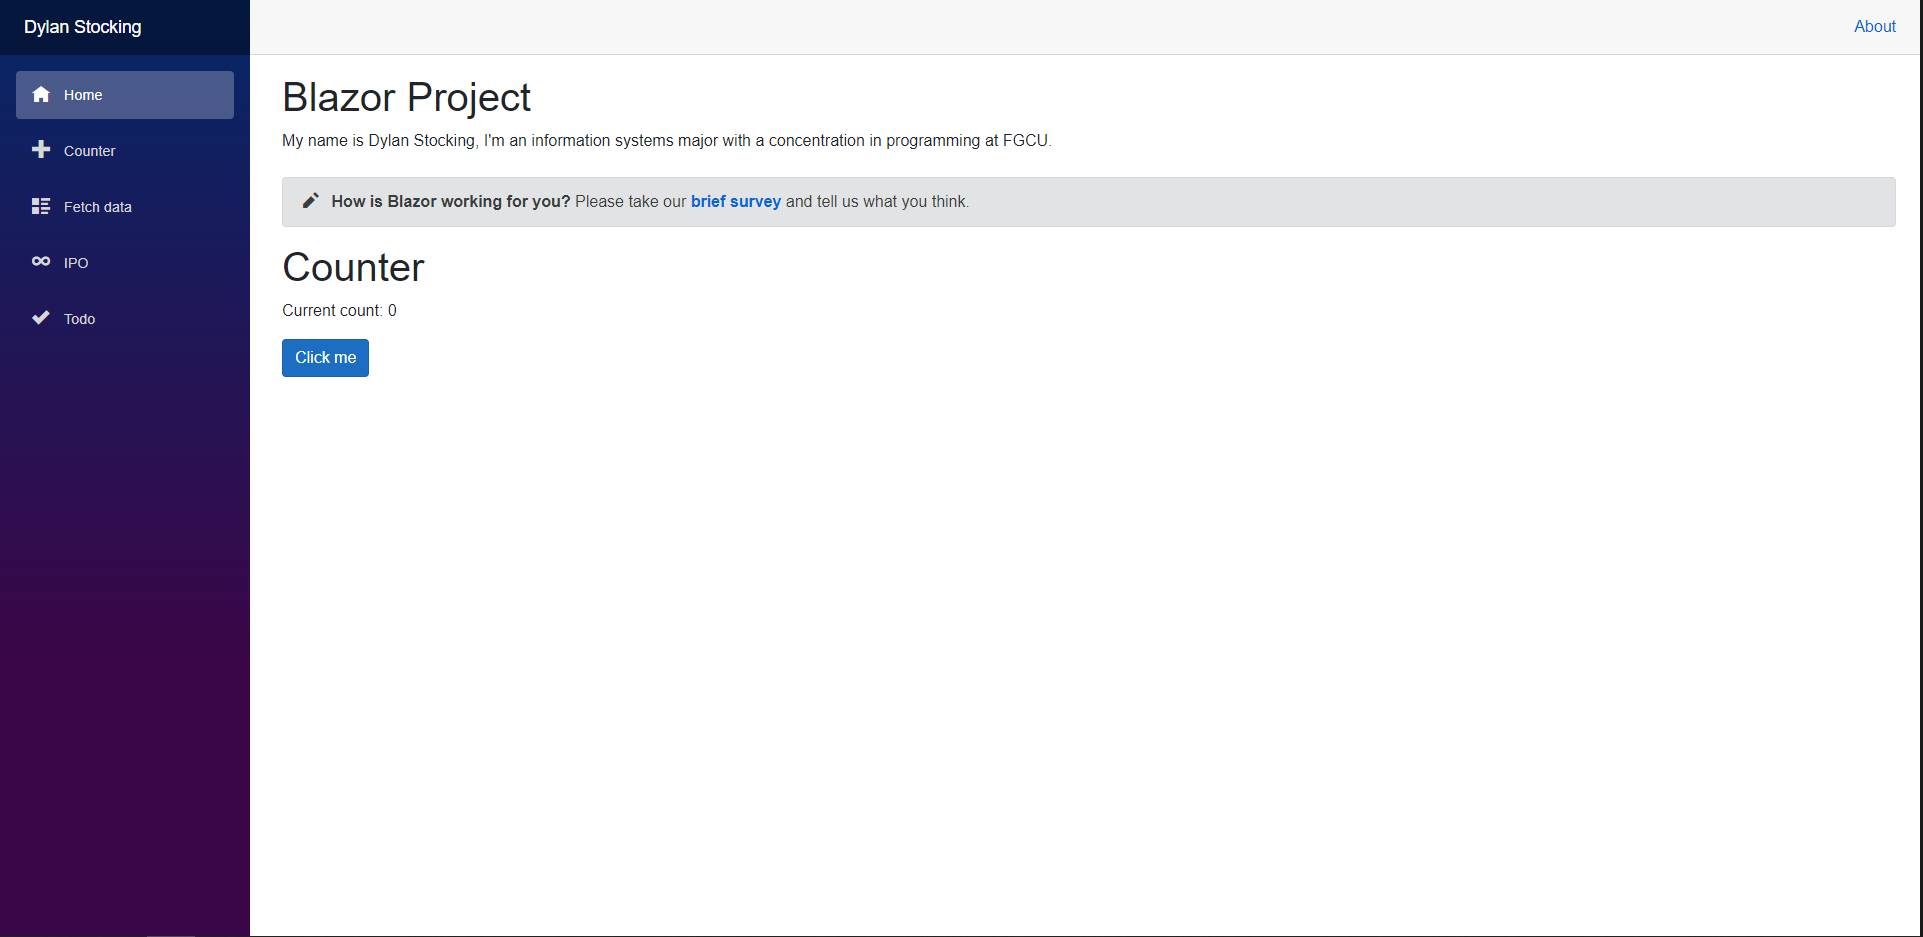 Dylan Stocking
About
Home
Counter
Fetch data
IPO
Todo
Blazor Project
My name is Dylan Stocking, I'm an information systems major with a concentration in programming at FGCU.
How is Blazor working for you? Please take our brief survey and tell us what you think.
Counter
Current count: 0
Click me